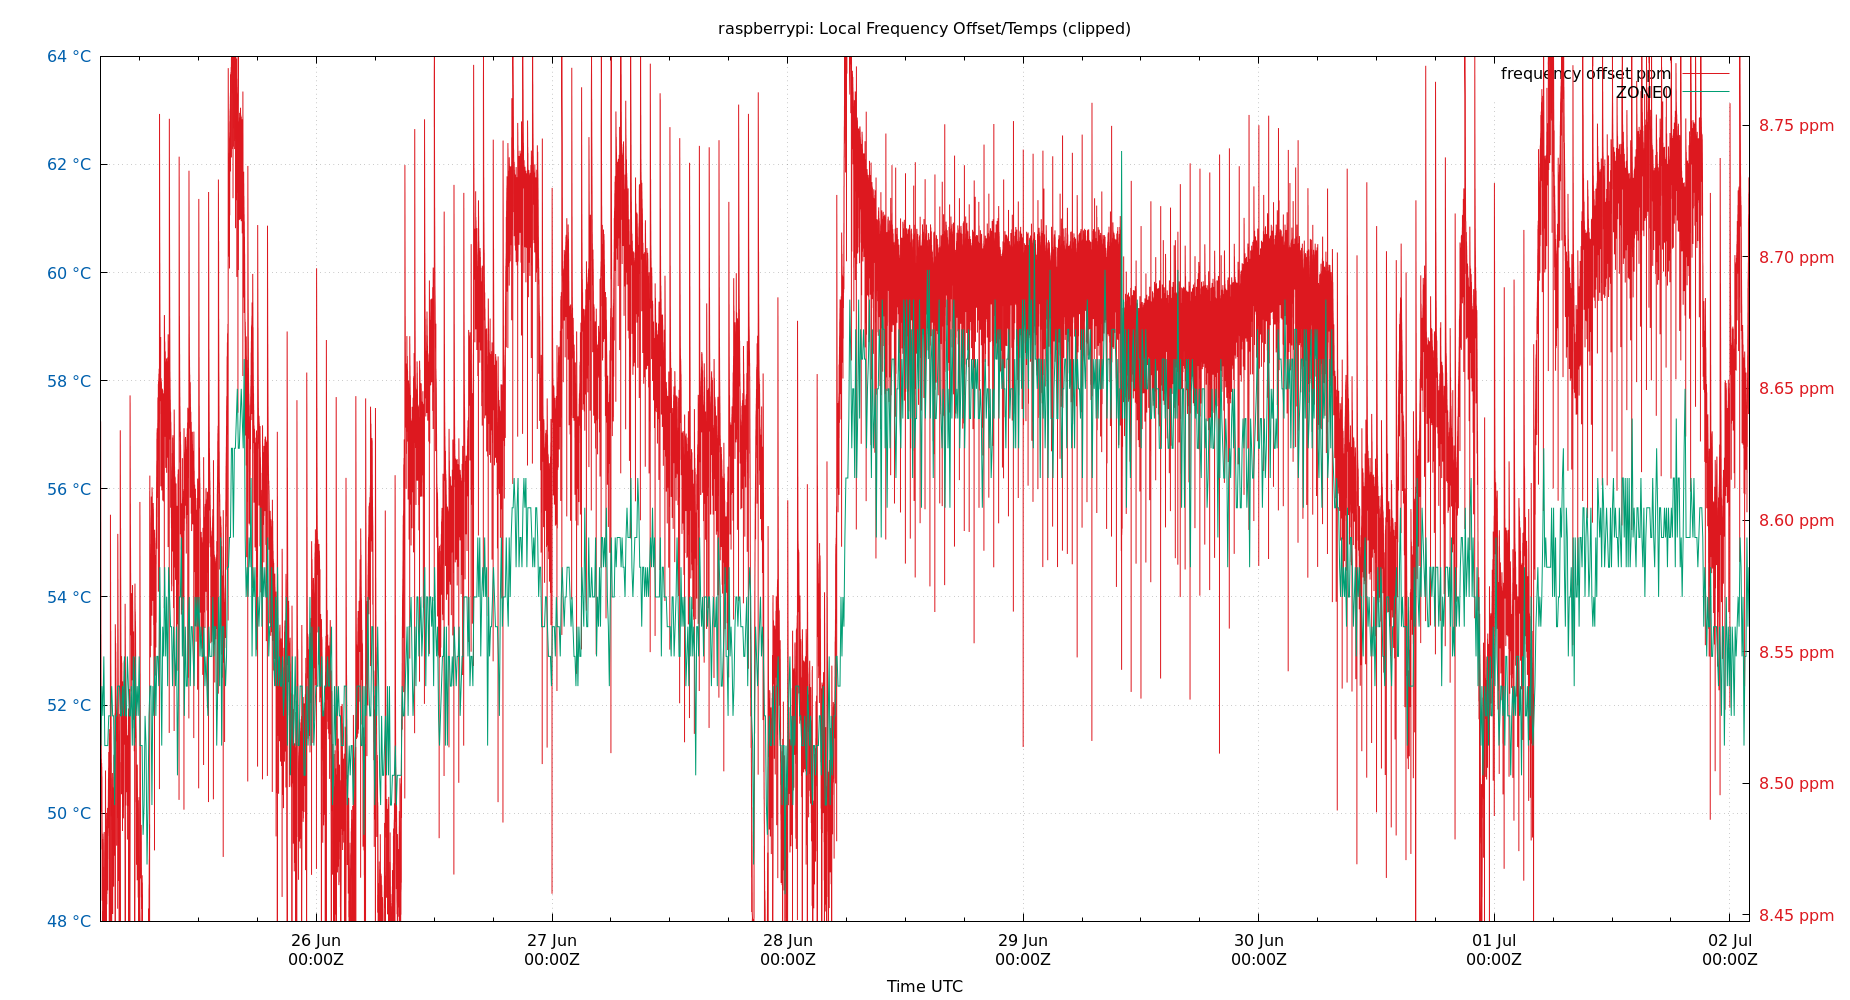 raspberrypi: Local Frequency Offset/Temps (clipped)
64 °C
62 °C
60 °C
58 °C
56 °C
54 °C
52 °C
50 °C
48 °C
frequency offset ppm
ZONE0
8.75 ppm
8.70 ppm
8.65 ppm
8.60 ppm
8.55 ppm
8.50 ppm
8.45 ppm
26 Jun
00:00Z
27 Jun
00:00Z
28 Jun
00:00Z
29 Jun
00:00Z
30 Jun
00:00Z
01 Jul
00:00Z
02 Jul
00:00Z
Time UTC